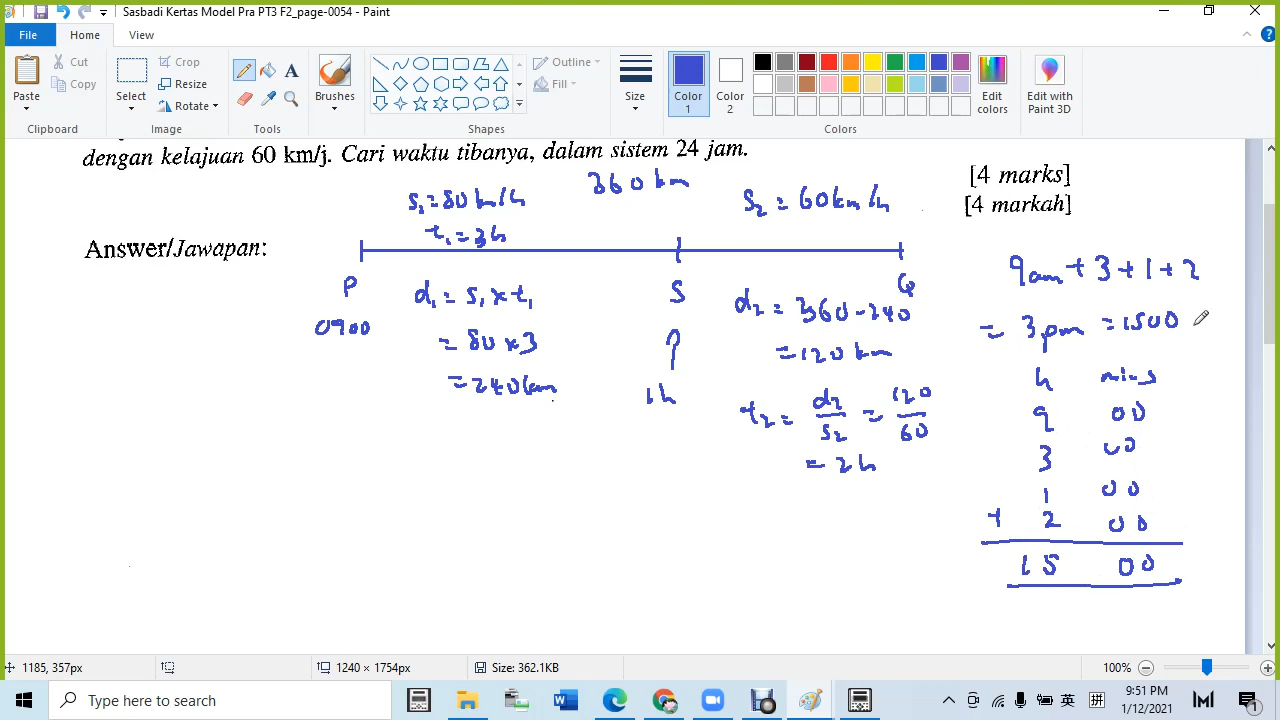 Sasbadi Kertas Model Pra PT3 F2_page-0054 - Paint
File
Home
View
Paste
Cut
Copy
Clipboard
Select
Crop
Resize
Rotate
Image
A
Tools
Brushes
Shapes
Outline
Fill
Size
Color 1
Color 2
Colors
Edit colors
Edit with Paint 3D
dengan kelajuan 60 km/j. Cari waktu tibanya, dalam sistem 24 jam.
[4 marks]
[4 markah]
360 km
S₁ = 80 km/h
t₁ = 3h
S₂ = 60km/h
Answer/Jawapan:
P
S
Q
0900
d₁ = S₁ × t₁
= 80 × 3
= 240km
1h
d₂ = 360 - 240
= 120 km
t₂ = d₂/S₂ = 120/60
= 2h
9am + 3 + 1 + 2
= 3pm = 1500
h mins
9 00
3 00
1 00
+ 2 00
15 00
1185, 357px
1240 × 1754px
Size: 362.1KB
100%
Type here to search
英
拼
9:51 PM
1/12/2021
1